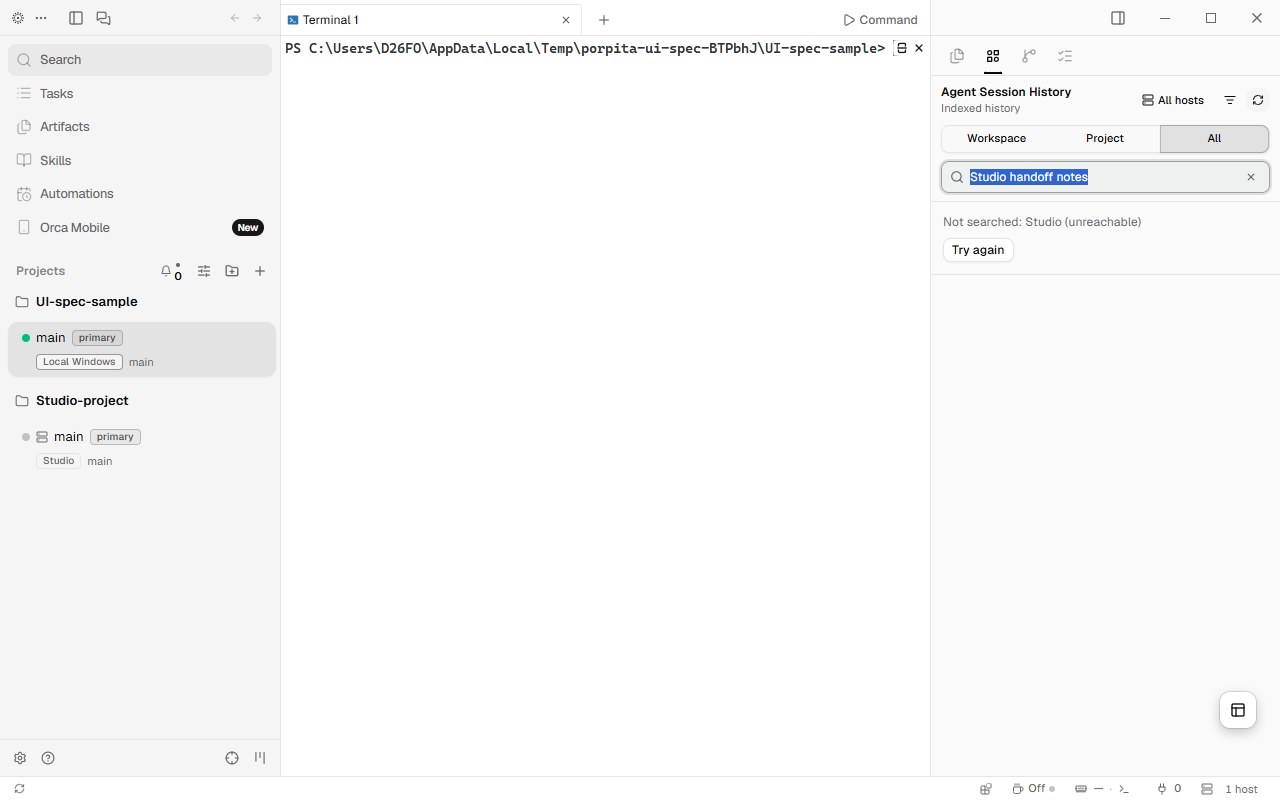 Terminal 1
Command
PS C:\Users\D26FO\AppData\Local\Temp\porpita-ui-spec-BTPbhJ\UI-spec-sample>
Search
Tasks
Artifacts
Skills
Automations
Orca Mobile
New
Projects
0
UI-spec-sample
main primary
Local Windows main
Studio-project
main primary
Studio main
Agent Session History
Indexed history
All hosts
Workspace
Project
All
Studio handoff notes
Not searched: Studio (unreachable)
Try again
Off
0
1 host